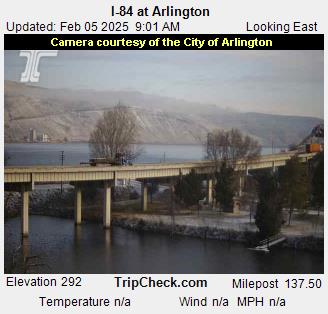 I-84 at Arlington
Updated: Feb 05 2025 9:01 AM Looking East
Camera courtesy of the City of Arlington
Elevation 292 TripCheck.com Milepost 137.50
Temperature n/a Wind n/a MPH n/a